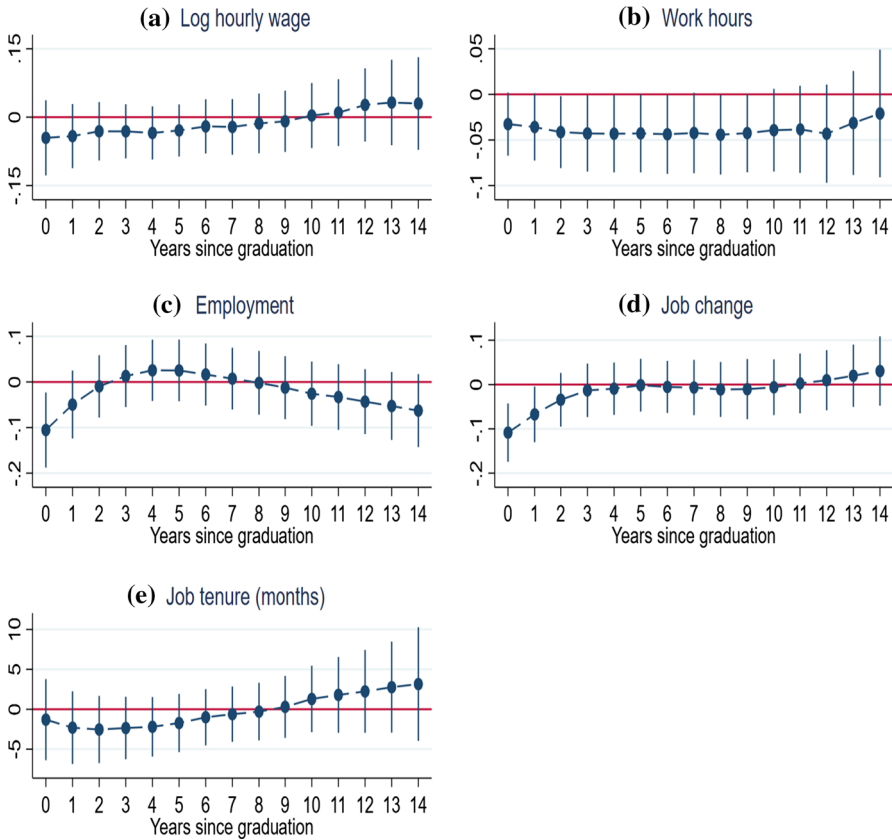 (a) Log hourly wage
.15
0
-.15
0 1 2 3 4 5 6 7 8 9 10 11 12 13 14
Years since graduation
(b) Work hours
.05
0
-.05
-.1
0 1 2 3 4 5 6 7 8 9 10 11 12 13 14
Years since graduation
(c) Employment
.1
0
-.1
-.2
0 1 2 3 4 5 6 7 8 9 10 11 12 13 14
Years since graduation
(d) Job change
.1
0
-.1
-.2
0 1 2 3 4 5 6 7 8 9 10 11 12 13 14
Years since graduation
(e) Job tenure (months)
10
5
0
-5
0 1 2 3 4 5 6 7 8 9 10 11 12 13 14
Years since graduation